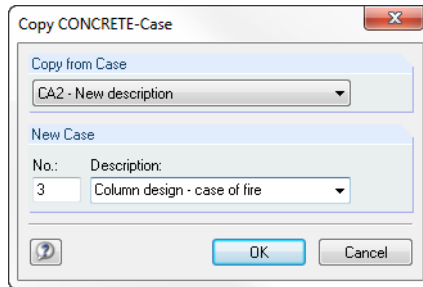 Copy CONCRETE-Case
Copy from Case
CA2 - New description
New Case
No.: Description:
3 Column design - case of fire
OK Cancel